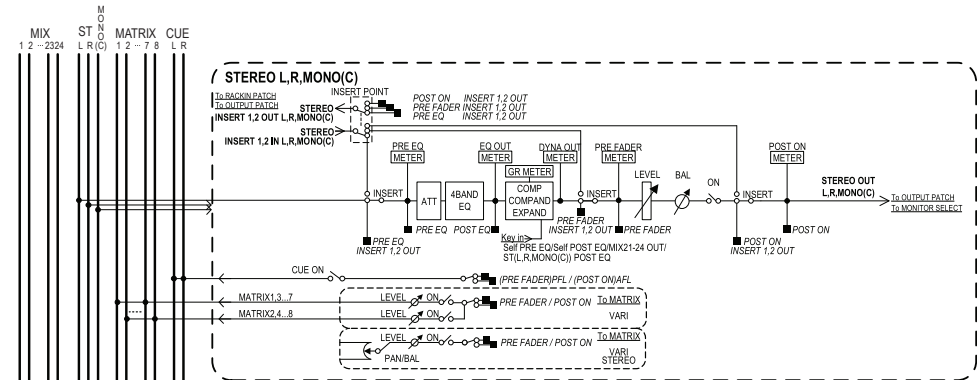 MIX
1 2 ··· 2324
ST
L R
MONO
(C)
MATRIX
1 2 ··· 7 8
CUE
L R
STEREO L,R,MONO(C)
To RACKIN PATCH
To OUTPUT PATCH
INSERT POINT
STEREO
INSERT 1,2 OUT L,R,MONO(C)
STEREO
INSERT 1,2 IN L,R,MONO(C)
POST ON INSERT 1,2 OUT
PRE FADER INSERT 1,2 OUT
PRE EQ INSERT 1,2 OUT
PRE EQ
METER
EQ OUT
METER
DYNA OUT
METER
PRE FADER
METER
POST ON
METER
GR METER
LEVEL
BAL
ON
STEREO OUT
L,R,MONO(C)
To OUTPUT PATCH
To MONITOR SELECT
INSERT
ATT
4BAND
EQ
COMP
COMPAND
EXPAND
INSERT
INSERT
PRE EQ
INSERT 1,2 OUT
PRE EQ
POST EQ
Key in
Self PRE EQ/Self POST EQ/MIX21-24 OUT/
ST(L,R,MONO(C)) POST EQ
PRE FADER
INSERT 1,2 OUT
PRE FADER
POST ON
INSERT 1,2 OUT
POST ON
CUE ON
(PRE FADER)PFL / (POST ON)AFL
MATRIX1,3...7
LEVEL
ON
PRE FADER / POST ON
To MATRIX
MATRIX2,4...8
LEVEL
ON
VARI
LEVEL
ON
PRE FADER / POST ON
To MATRIX
PAN/BAL
VARI
STEREO